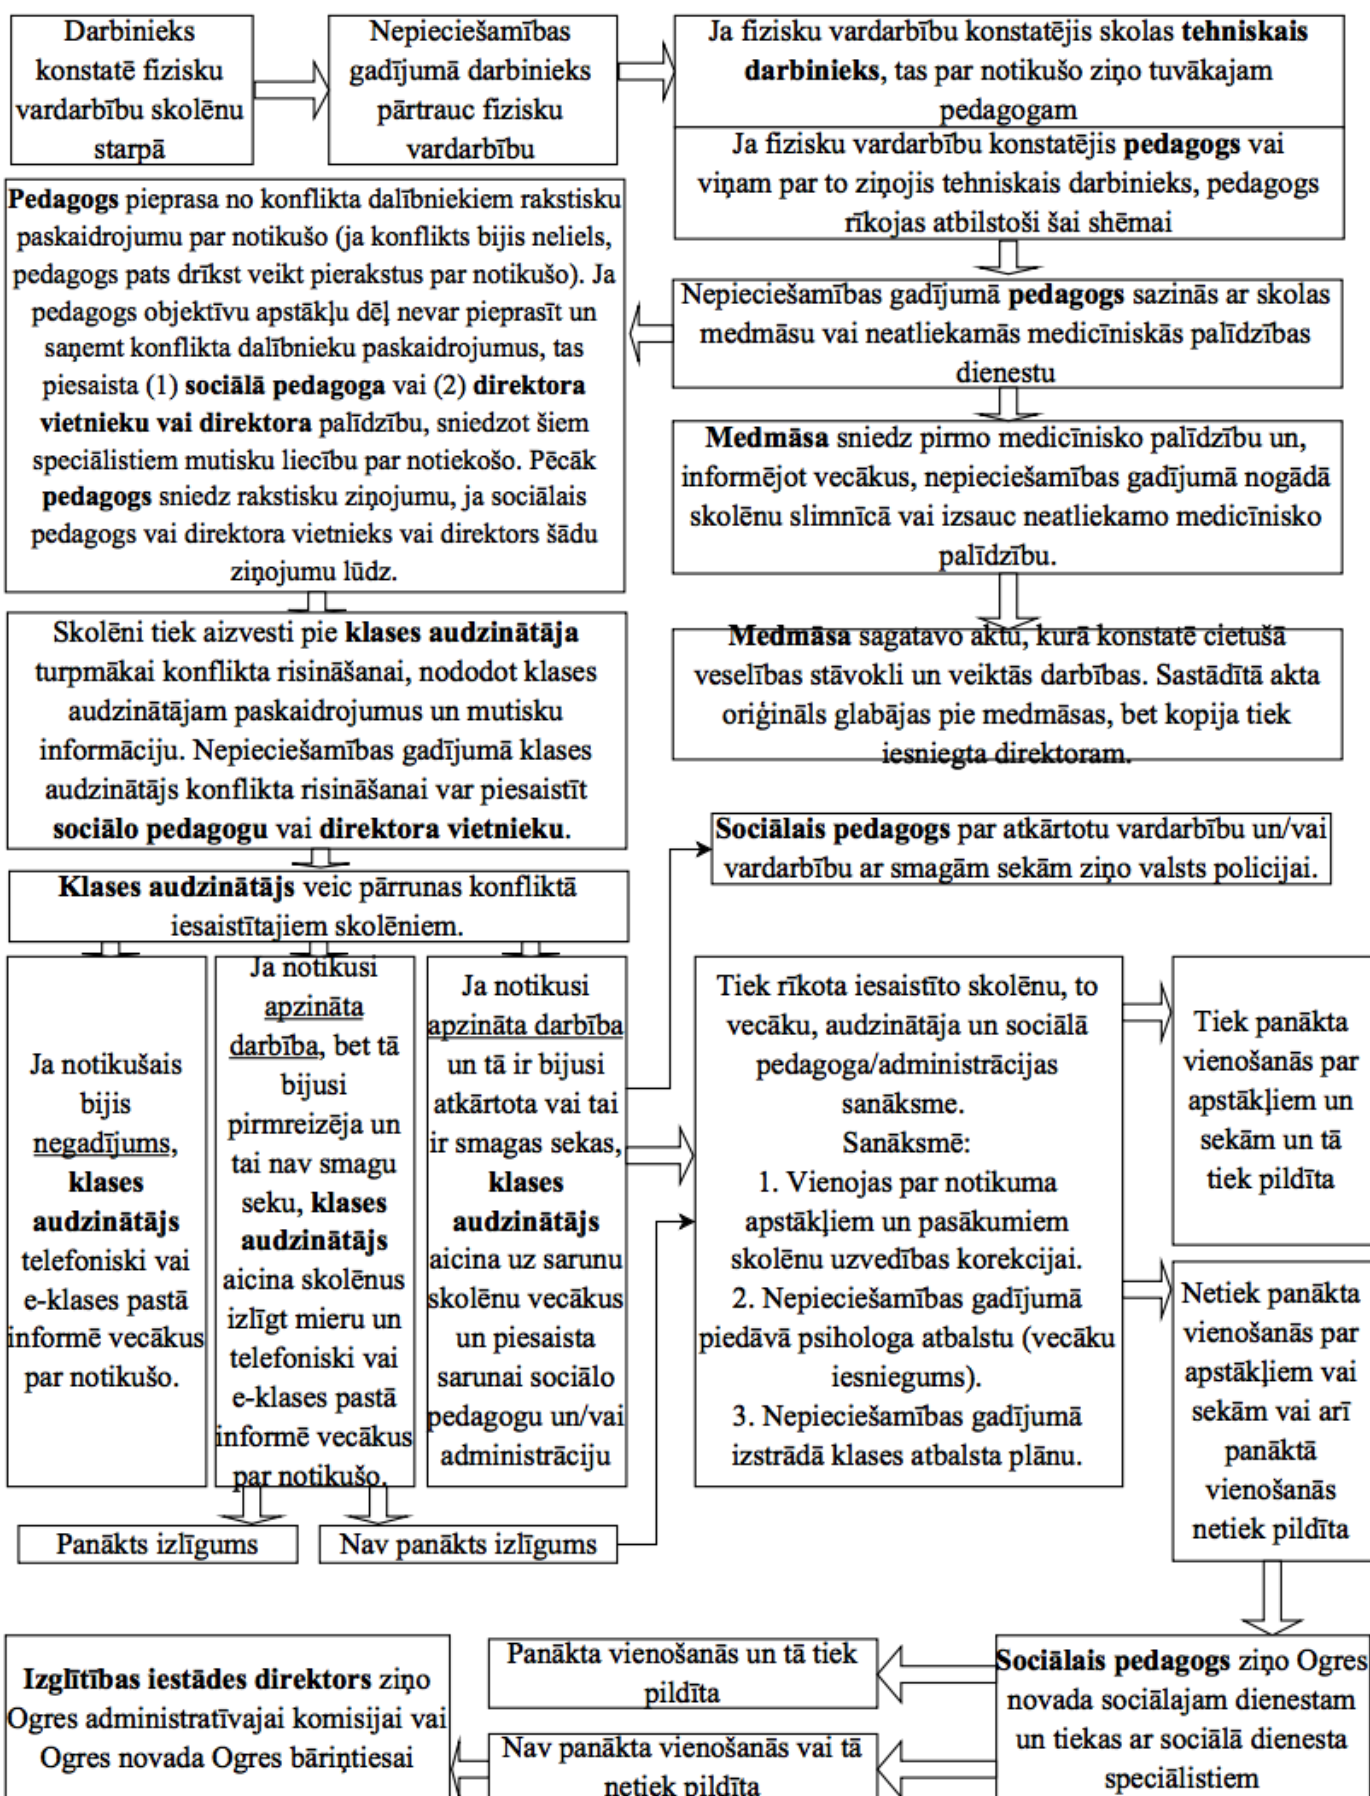 Darbinieks
konstatē fizisku
vardarbību skolēnu
starpā
Nepieciešamības
gadījumā darbinieks
pārtrauc fizisku
vardarbību
Ja fizisku vardarbību konstatējis skolas tehniskais
darbinieks, tas par notikušo ziņo tuvākajam
pedagogam
Ja fizisku vardarbību konstatējis pedagogs vai
viņam par to ziņojis tehniskais darbinieks, pedagogs
rīkojas atbilstoši šai shēmai
Nepieciešamības gadījumā pedagogs sazinās ar skolas
medmāsu vai neatliekamās medicīniskās palīdzības
dienestu
Medmāsa sniedz pirmo medicīnisko palīdzību un,
informējot vecākus, nepieciešamības gadījumā nogādā
skolēnu slimnīcā vai izsauc neatliekamo medicīnisko
palīdzību.
Medmāsa sagatavo aktu, kurā konstatē cietušā
veselības stāvokli un veiktās darbības. Sastādītā akta
oriģināls glabājas pie medmāsas, bet kopija tiek
iesniegta direktoram.
Pedagogs pieprasa no konflikta dalībniekiem rakstisku
paskaidrojumu par notikušo (ja konflikts bijis neliels,
pedagogs pats drīkst veikt pierakstus par notikušo). Ja
pedagogs objektīvu apstākļu dēļ nevar pieprasīt un
saņemt konflikta dalībnieku paskaidrojumus, tas
piesaista (1) sociālā pedagoga vai (2) direktora
vietnieku vai direktora palīdzību, sniedzot šiem
speciālistiem mutisku liecību par notiekošo. Pēcāk
pedagogs sniedz rakstisku ziņojumu, ja sociālais
pedagogs vai direktora vietnieks vai direktors šādu
ziņojumu lūdz.
Skolēni tiek aizvesti pie klases audzinātāja
turpmākai konflikta risināšanai, nododot klases
audzinātājam paskaidrojumus un mutisku
informāciju. Nepieciešamības gadījumā klases
audzinātājs konflikta risināšanai var piesaistīt
sociālo pedagogu vai direktora vietnieku.
Klases audzinātājs veic pārrunas konfliktā
iesaistītajiem skolēniem.
Sociālais pedagogs par atkārtotu vardarbību un/vai
vardarbību ar smagām sekām ziņo valsts policijai.
Ja notikušais
bijis
negadījums,
klases
audzinātājs
telefoniski vai
e-klases pastā
informē vecākus
par notikušo.
Ja notikusi
apzināta
darbība, bet tā
bijusi
pirmreizēja un
tai nav smagu
seku, klases
audzinātājs
aicina skolēnus
izlīgt mieru un
telefoniski vai
e-klases pastā
informē vecākus
par notikušo.
Ja notikusi
apzināta darbība
un tā ir bijusi
atkārtota vai tai
ir smagas sekas,
klases
audzinātājs
aicina uz sarunu
skolēnu vecākus
un piesaista
sarunai sociālo
pedagogu un/vai
administrāciju
Tiek rīkota iesaistīto skolēnu, to
vecāku, audzinātāja un sociālā
pedagoga/administrācijas
sanāksme.
Sanāksmē:
1. Vienojas par notikuma
apstākļiem un pasākumiem
skolēnu uzvedības korekcijai.
2. Nepieciešamības gadījumā
piedāvā psihologa atbalstu (vecāku
iesniegums).
3. Nepieciešamības gadījumā
izstrādā klases atbalsta plānu.
Tiek panākta
vienošanās par
apstākļiem un
sekām un tā
tiek pildīta
Netiek panākta
vienošanās par
apstākļiem vai
sekām vai arī
panāktā
vienošanās
netiek pildīta
Panākts izlīgums
Nav panākts izlīgums
Sociālais pedagogs ziņo Ogres
novada sociālajam dienestam
un tiekas ar sociālā dienesta
speciālistiem
Panākta vienošanās un tā tiek
pildīta
Nav panākta vienošanās vai tā
netiek pildīta
Izglītības iestādes direktors ziņo
Ogres administratīvajai komisijai vai
Ogres novada Ogres bāriņtiesai